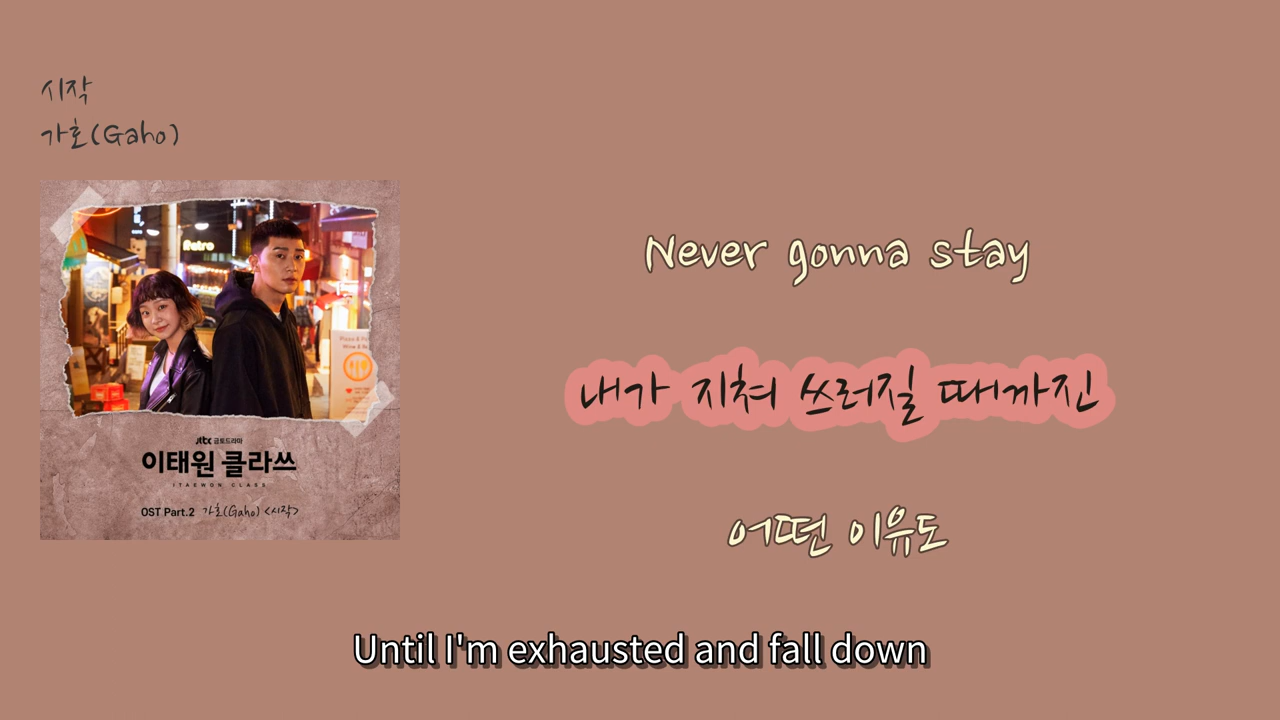 시작
가호(Gaho)
Retro
jtbc 금토드라마
이태원 클라쓰
ITAEWON CLASS
OST Part.2 가호(Gaho) <시작>
Never gonna stay
내가 지쳐 쓰러질 때까진
어떤 이유도
Until I'm exhausted and fall down